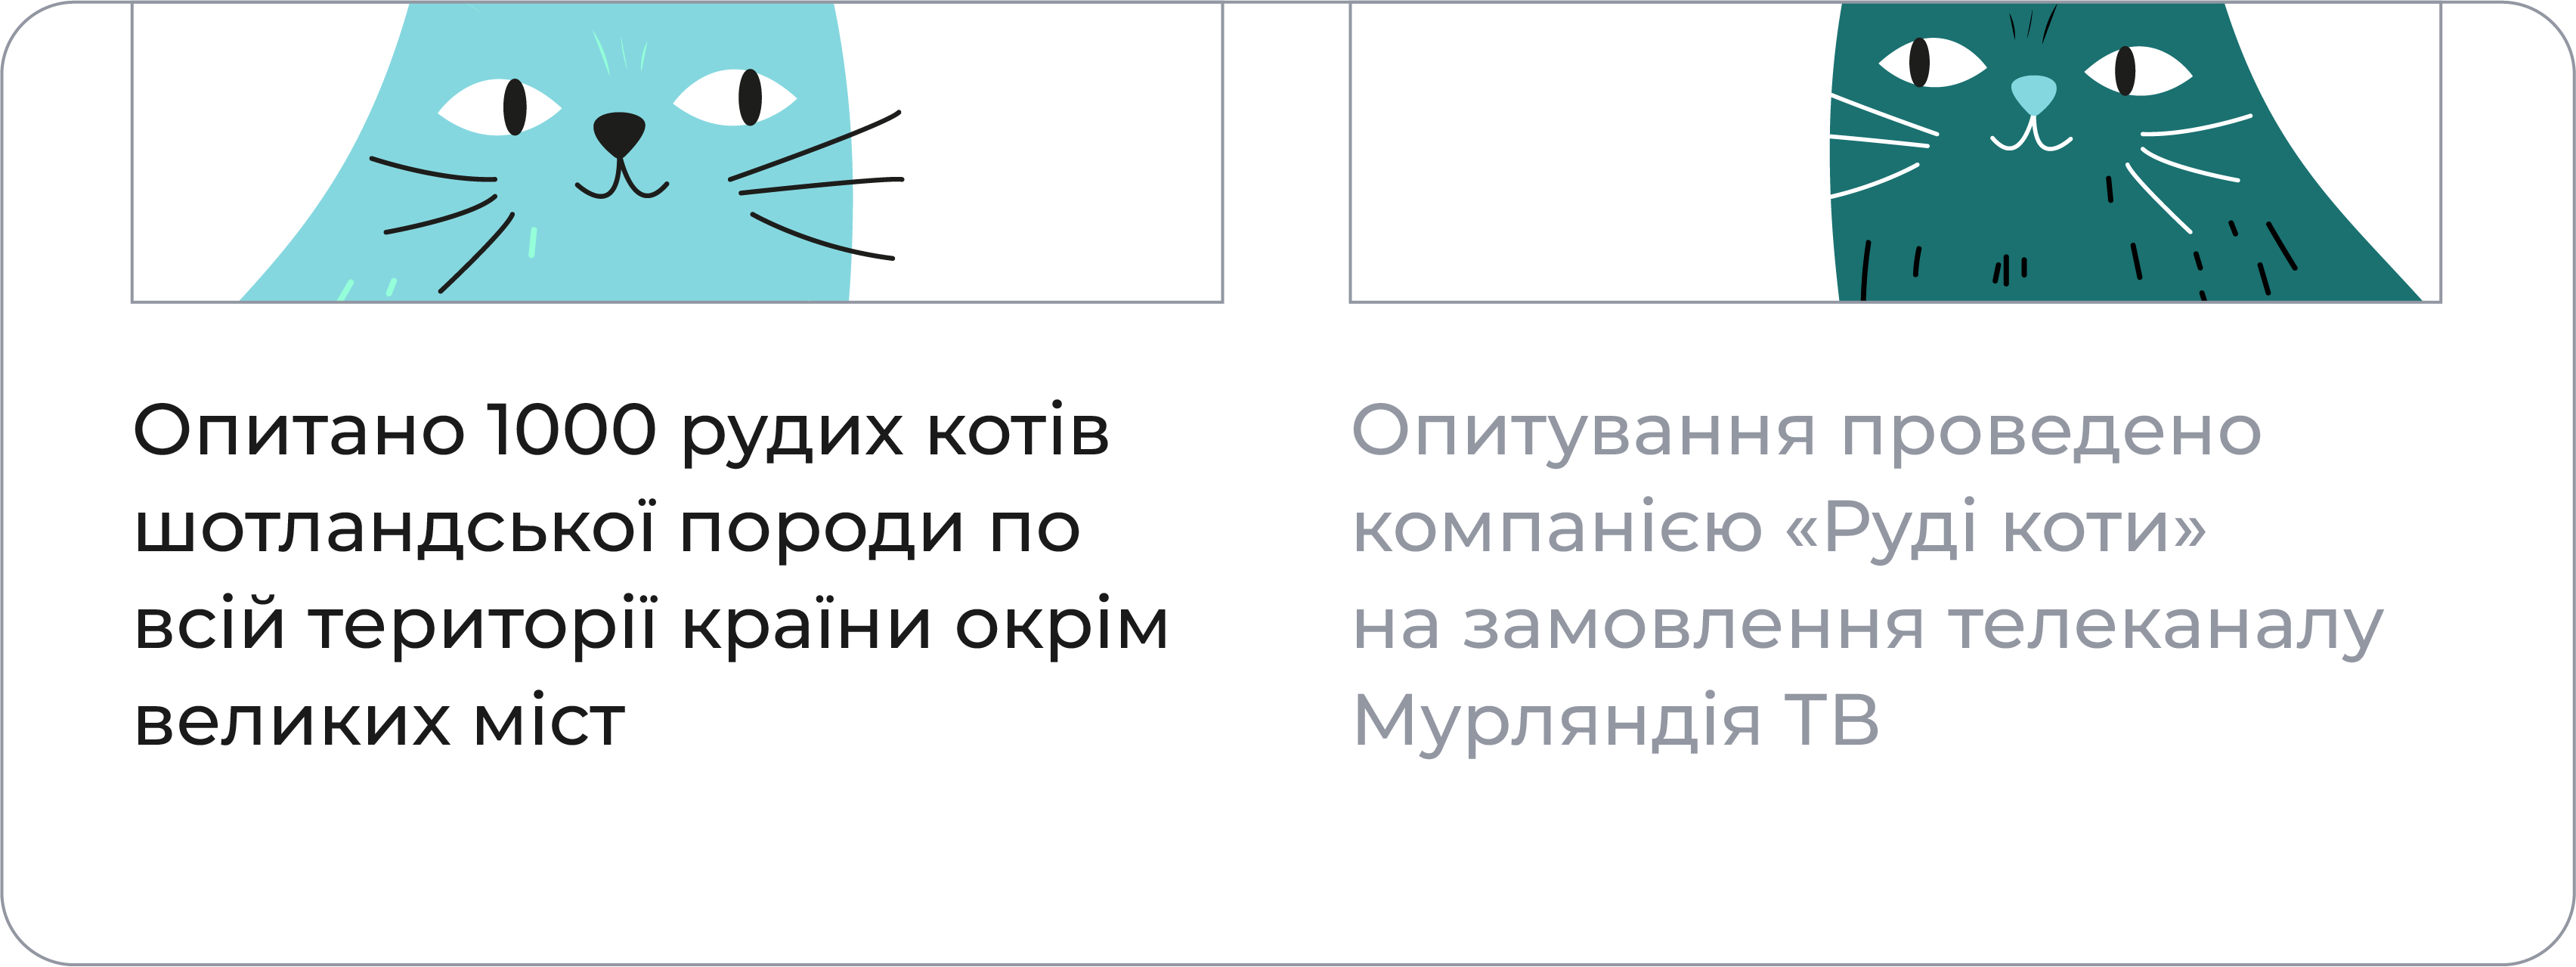 Опитано 1000 рудих котів
шотландської породи по
всій території країни окрім
великих міст
Опитування проведено
компанією «Руді коти»
на замовлення телеканалу
Мурляндія ТВ